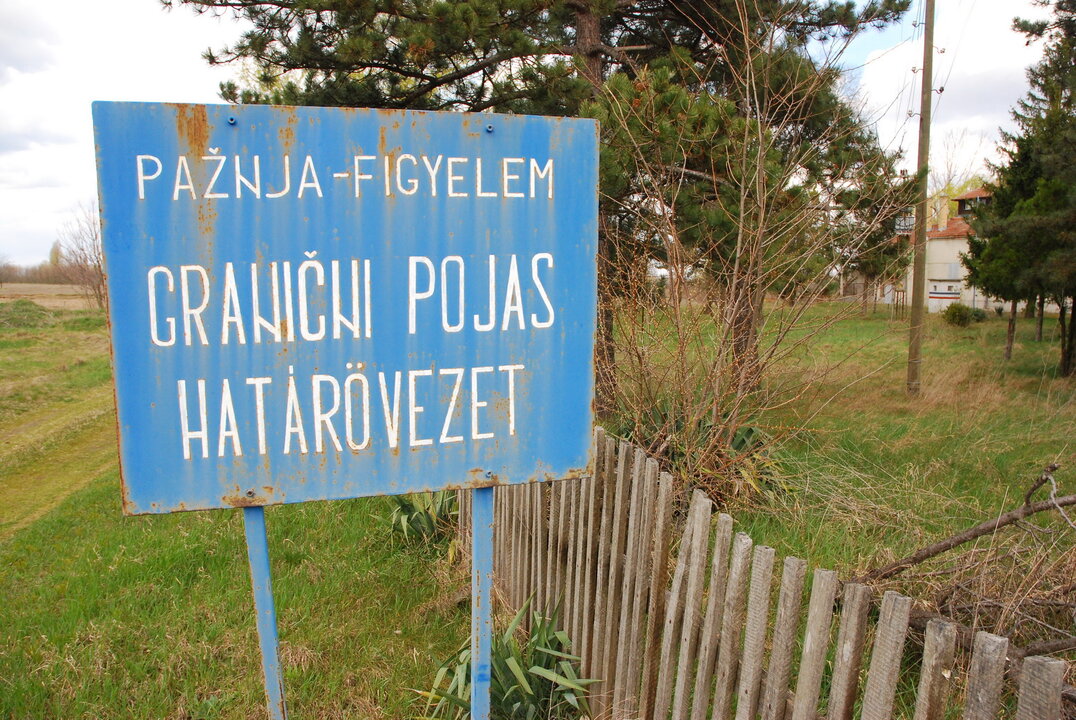 PAŽNJA-FIGYELEM
GRANIČNI POJAS
HATÁRÖVEZET